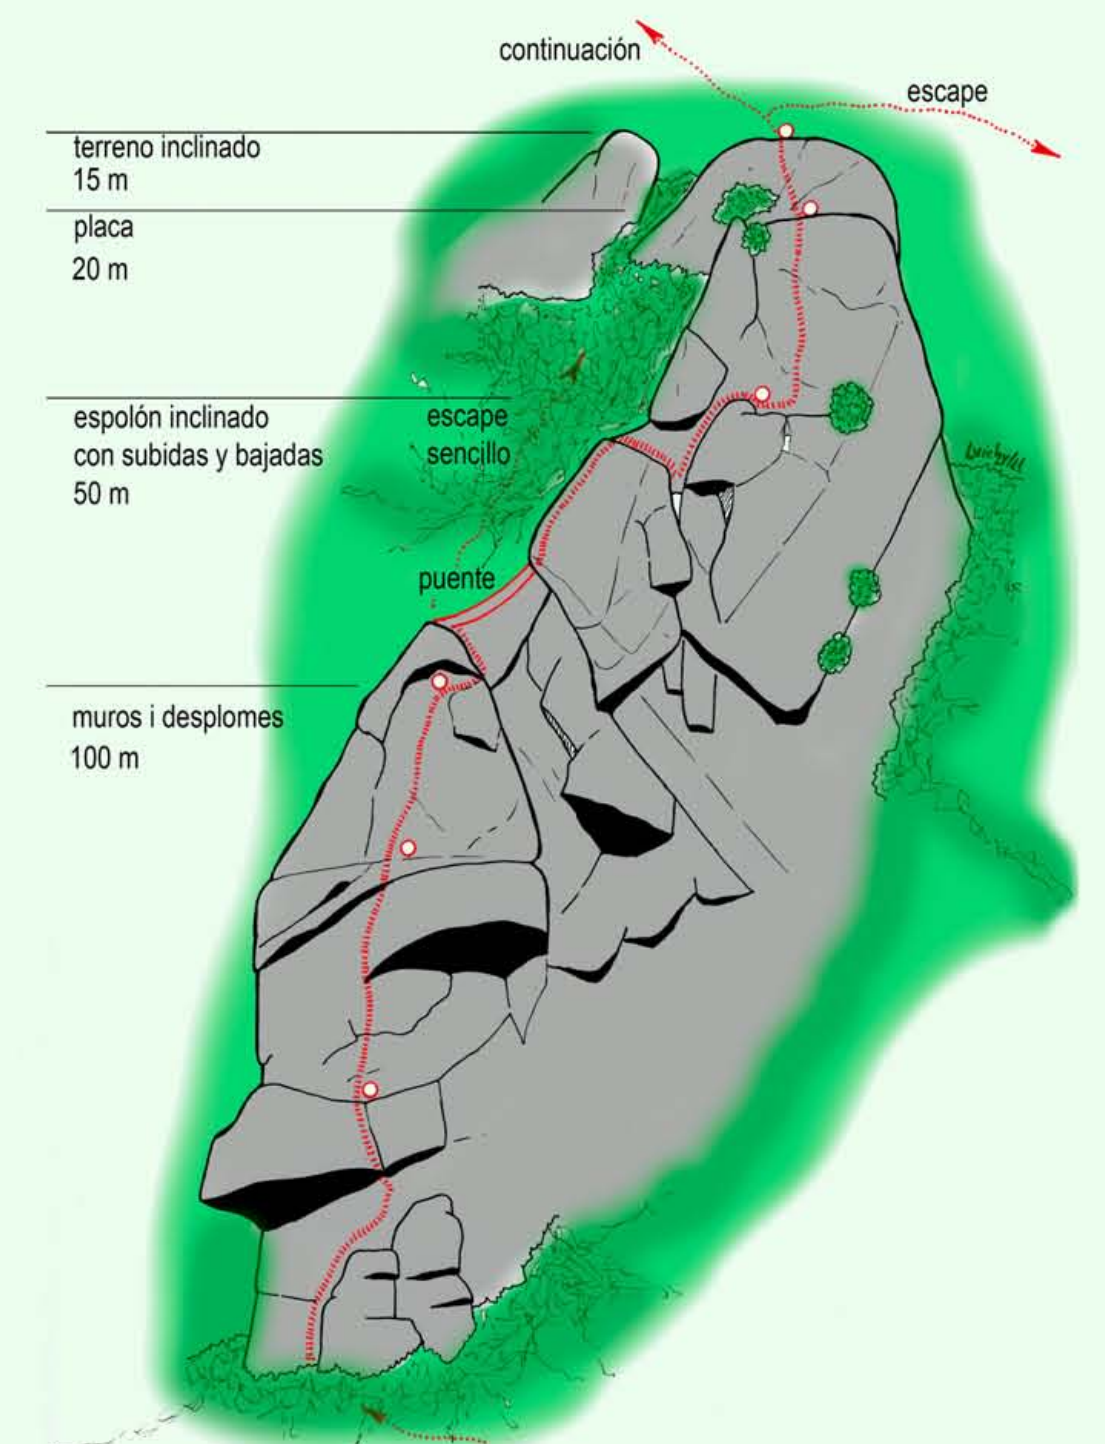 continuación
escape
terreno inclinado
15 m
placa
20 m
espolón inclinado
con subidas y bajadas
50 m
escape
sencillo
puente
muros i desplomes
100 m